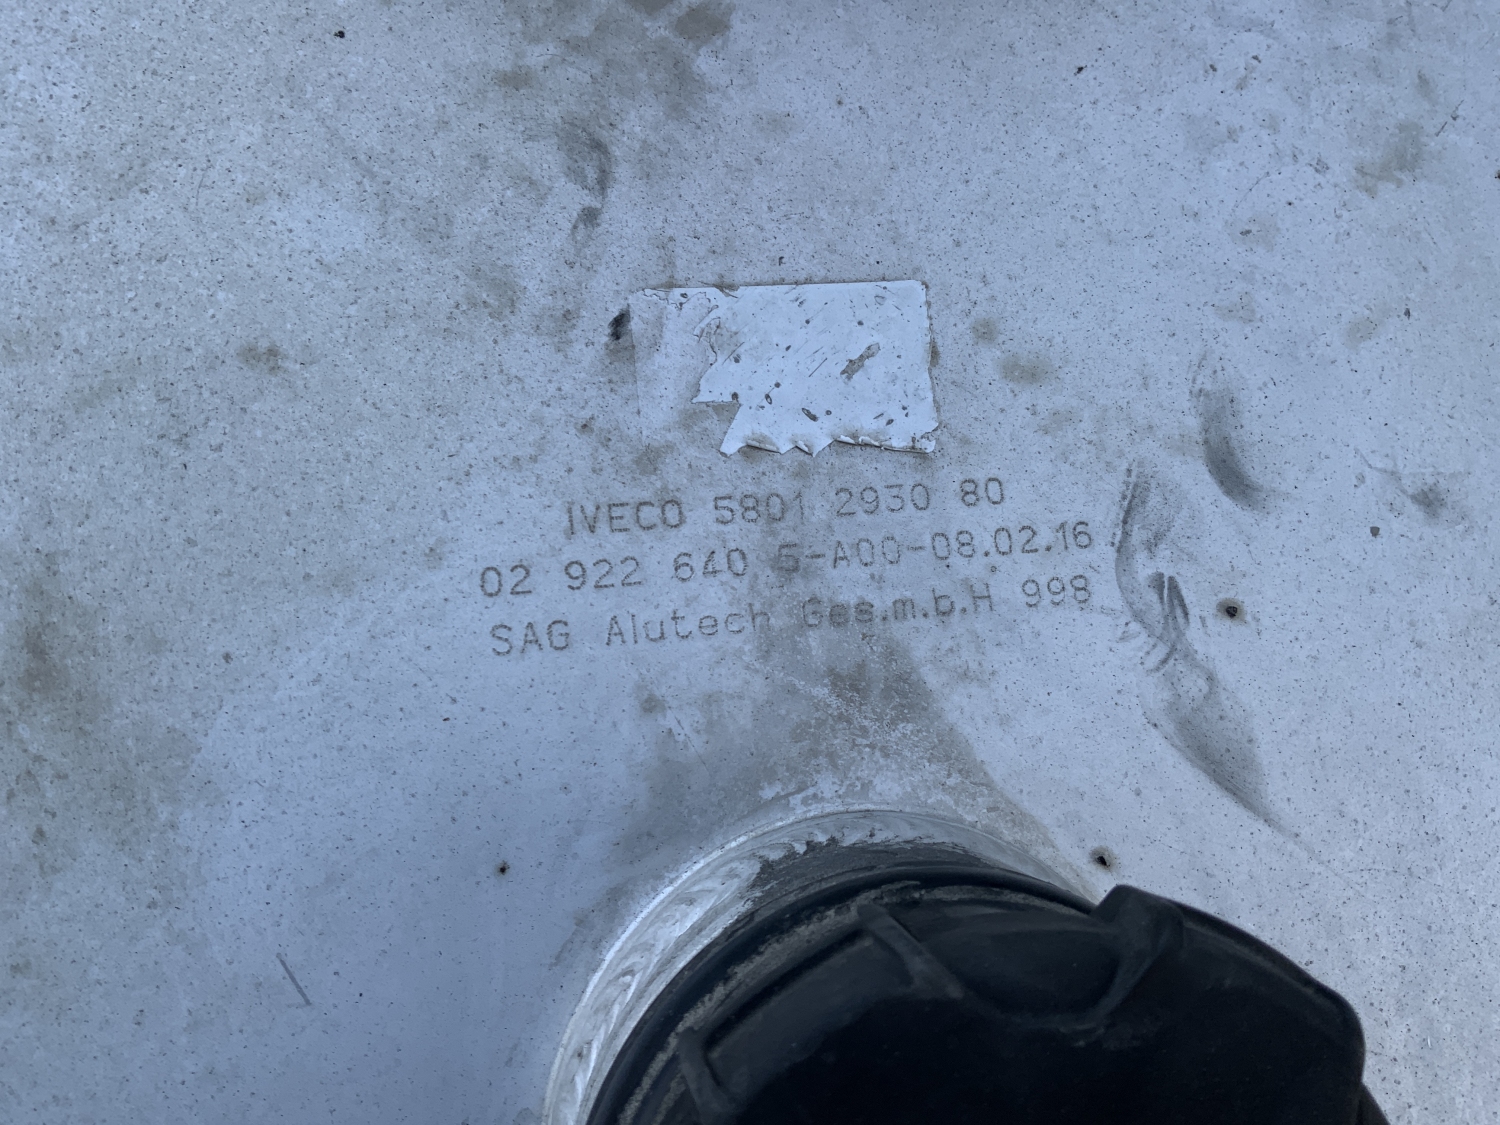 IVECO 5801 2930 80
02 922 640 5-A00-08.02.16
SAG Alutech Ges.m.b.H 998